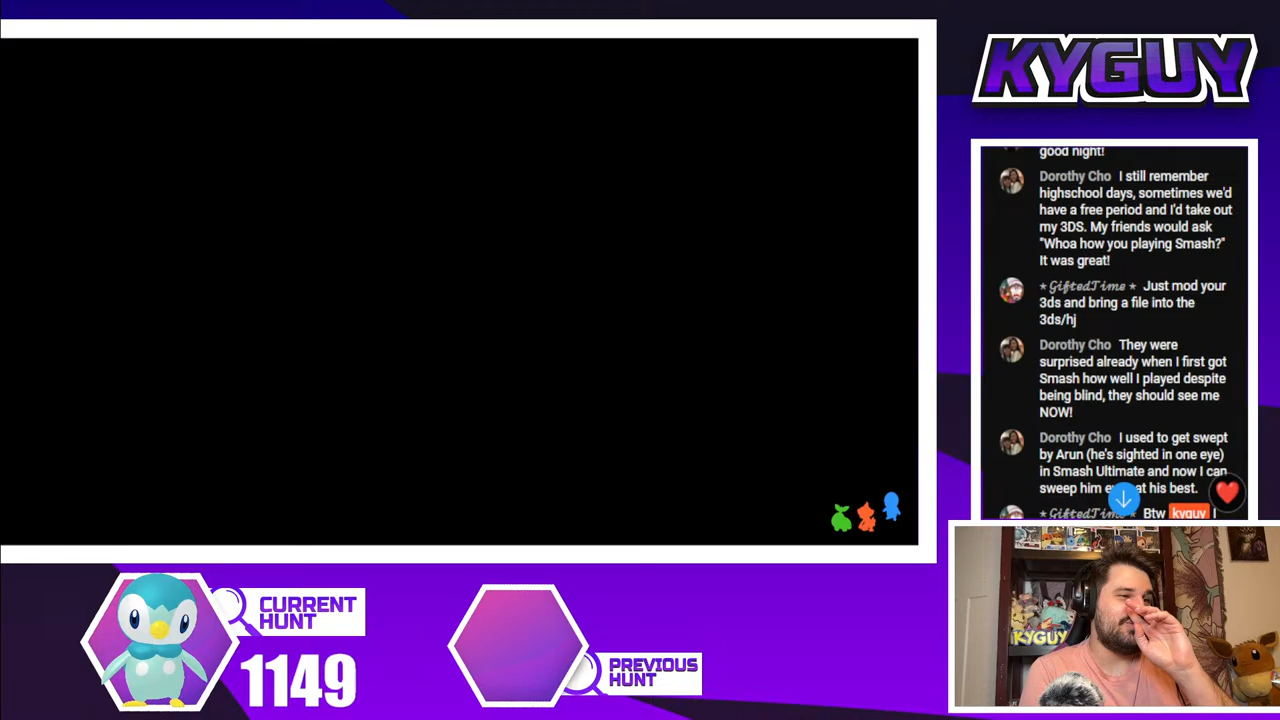 KYGUY
good night!
Dorothy Cho I still remember
highschool days, sometimes we'd
have a free period and I'd take out
my 3DS. My friends would ask
"Whoa how you playing Smash?"
It was great!
⋆ 𝓖𝓲𝓯𝓽𝓮𝓭𝓣𝓲𝓶𝓮 ⋆ Just mod your
3ds and bring a file into the
3ds/hj
Dorothy Cho They were
surprised already when I first got
Smash how well I played despite
being blind, they should see me
NOW!
Dorothy Cho I used to get swept
by Arun (he's sighted in one eye)
in Smash Ultimate and now I can
sweep him at his best.
⋆ 𝓖𝓲𝓯𝓽𝓮𝓭𝓣𝓲𝓶𝓮 ⋆ Btw kyguy I
KYGUY
CURRENT
HUNT
1149
PREVIOUS
HUNT